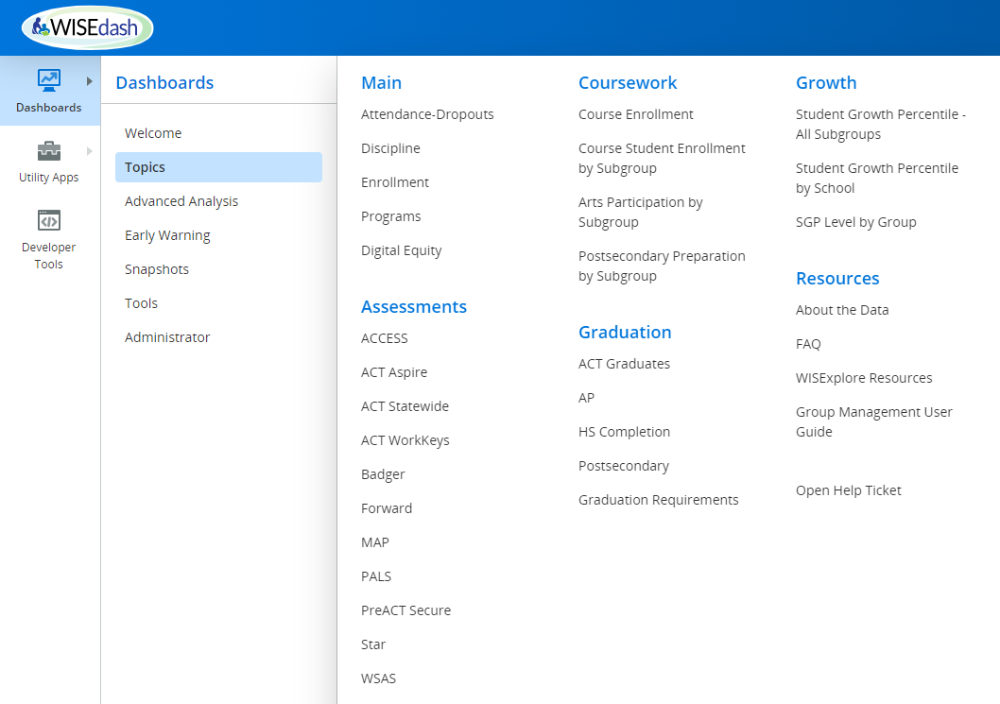 WISEdash
Dashboards
Utility Apps
Developer
Tools
Dashboards
Welcome
Topics
Advanced Analysis
Early Warning
Snapshots
Tools
Administrator
Main
Attendance-Dropouts
Discipline
Enrollment
Programs
Digital Equity
Assessments
ACCESS
ACT Aspire
ACT Statewide
ACT WorkKeys
Badger
Forward
MAP
PALS
PreACT Secure
Star
WSAS
Coursework
Course Enrollment
Course Student Enrollment
by Subgroup
Arts Participation by
Subgroup
Postsecondary Preparation
by Subgroup
Graduation
ACT Graduates
AP
HS Completion
Postsecondary
Graduation Requirements
Growth
Student Growth Percentile -
All Subgroups
Student Growth Percentile
by School
SGP Level by Group
Resources
About the Data
FAQ
WISExplore Resources
Group Management User
Guide
Open Help Ticket